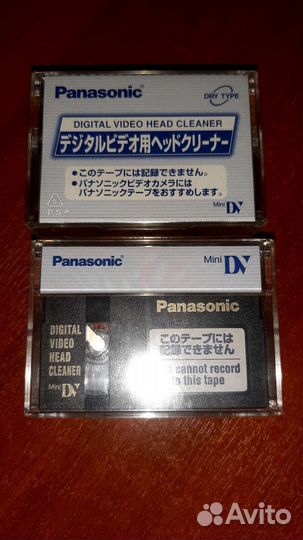 Panasonic
DRY TYPE
DIGITAL VIDEO HEAD CLEANER
デジタルビデオ用ヘッドクリーナー
●このテープには記録できません。
●パナソニックビデオカメラには
パナソニックテープをおすすめします。
6
P.S
Mini DV
Panasonic
Mini DV
Panasonic
DIGITAL
VIDEO
HEAD
CLEANER
Mini DV
このテープには
記録できません
cannot record
to this tape
Avito